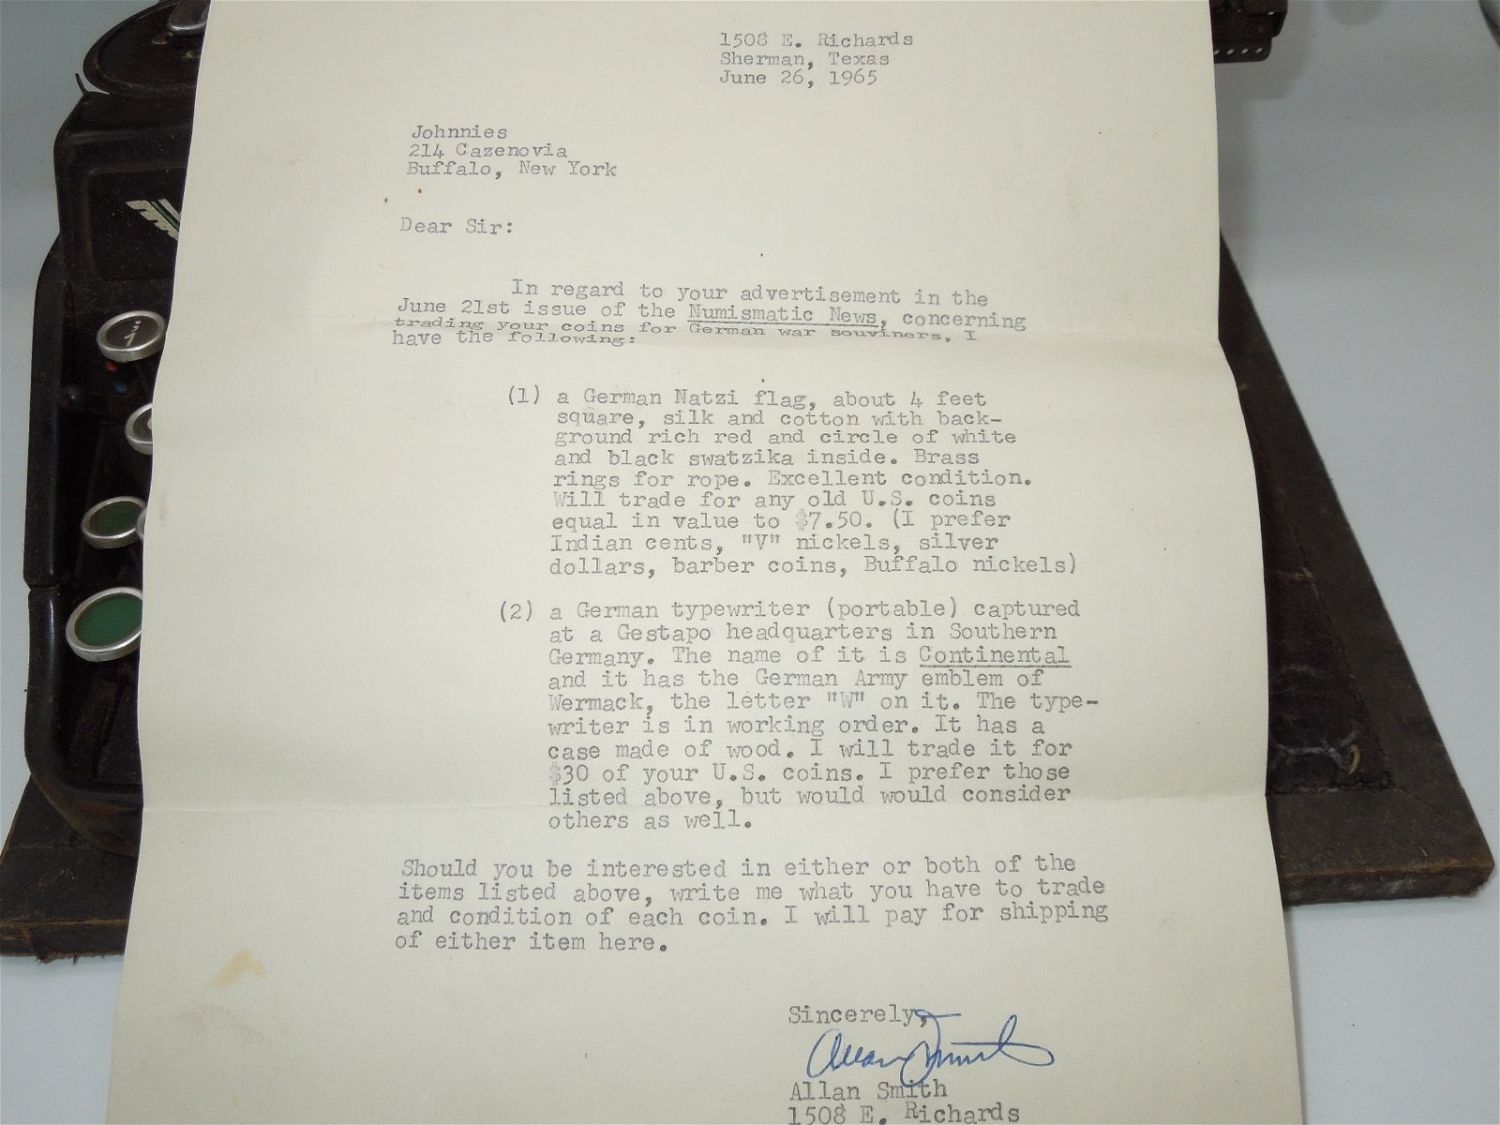 1508 E. Richards
Sherman, Texas
June 26, 1965
Johnnies
214 Cazenovia
Buffalo, New York
Dear Sir:
In regard to your advertisement in the
June 21st issue of the Numismatic News, concerning
trading your coins for German war souviners, I
have the following:
(1) a German Natzi flag, about 4 feet
square, silk and cotton with back-
ground rich red and circle of white
and black swatzika inside. Brass
rings for rope. Excellent condition.
Will trade for any old U.S. coins
equal in value to $7.50. (I prefer
Indian cents, "V" nickels, silver
dollars, barber coins, Buffalo nickels)
(2) a German typewriter (portable) captured
at a Gestapo headquarters in Southern
Germany. The name of it is Continental
and it has the German Army emblem of
Wermack, the letter "W" on it. The type-
writer is in working order. It has a
case made of wood. I will trade it for
$30 of your U.S. coins. I prefer those
listed above, but would would consider
others as well.
Should you be interested in either or both of the
items listed above, write me what you have to trade
and condition of each coin. I will pay for shipping
of either item here.
Sincerely,
Allan Smith
Allan Smith
1508 E. Richards